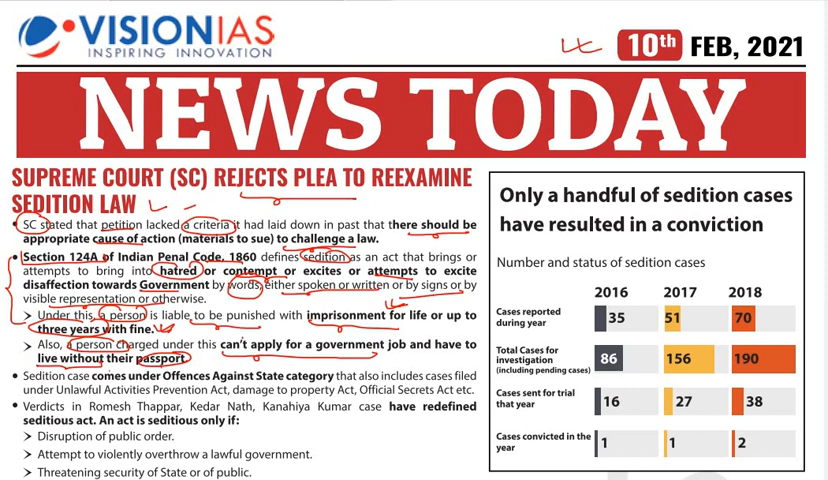 VISIONIAS
INSPIRING INNOVATION
10th FEB, 2021
NEWS TODAY
SUPREME COURT (SC) REJECTS PLEA TO REEXAMINE
SEDITION LAW
• SC stated that petition lacked a criteria it had laid down in past that there should be
appropriate cause of action (materials to sue) to challenge a law.
• Section 124A of Indian Penal Code, 1860 defines sedition as an act that brings or
attempts to bring into hatred or contempt or excites or attempts to excite
disaffection towards Government by words, either spoken or written or by signs or by
visible representation or otherwise.
➢ Under this, a person is liable to be punished with imprisonment for life or up to
three years with fine.
➢ Also, a person charged under this can't apply for a government job and have to
live without their passport.
• Sedition case comes under Offences Against State category that also includes cases filed
under Unlawful Activities Prevention Act, damage to property Act, Official Secrets Act etc.
• Verdicts in Romesh Thappar, Kedar Nath, Kanahiya Kumar case have redefined
seditious act. An act is seditious only if:
➢ Disruption of public order.
➢ Attempt to violently overthrow a lawful government.
➢ Threatening security of State or of public.
Only a handful of sedition cases
have resulted in a conviction
Number and status of sedition cases
2016 2017 2018
Cases reported
during year
35 51 70
Total Cases for
investigation
(including pending cases)
86 156 190
Cases sent for trial
that year
16 27 38
Cases convicted in the
year
1 1 2